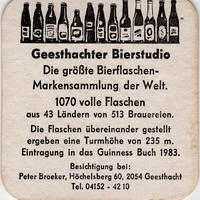 Geesthachter Bierstudio
Die größte Bierflaschen-
Markensammlung der Welt.
1070 volle Flaschen
aus 43 Ländern von 513 Brauereien.
Die Flaschen übereinander gestellt
ergeben eine Turmhöhe von 235 m.
Eintragung in das Guinness Buch 1983.
Besichtigung bei:
Peter Broeker, Höchelsberg 60, 2054 Geesthacht
Tel. 04152 - 42 10